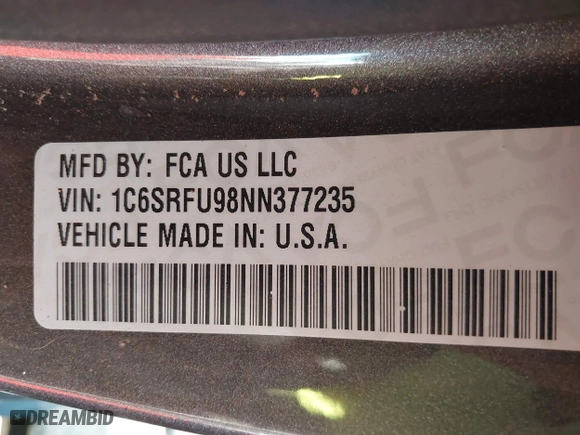 MFD BY: FCA US LLC
VIN: 1C6SRFU98NN377235
VEHICLE MADE IN: U.S.A.
DREAMBID